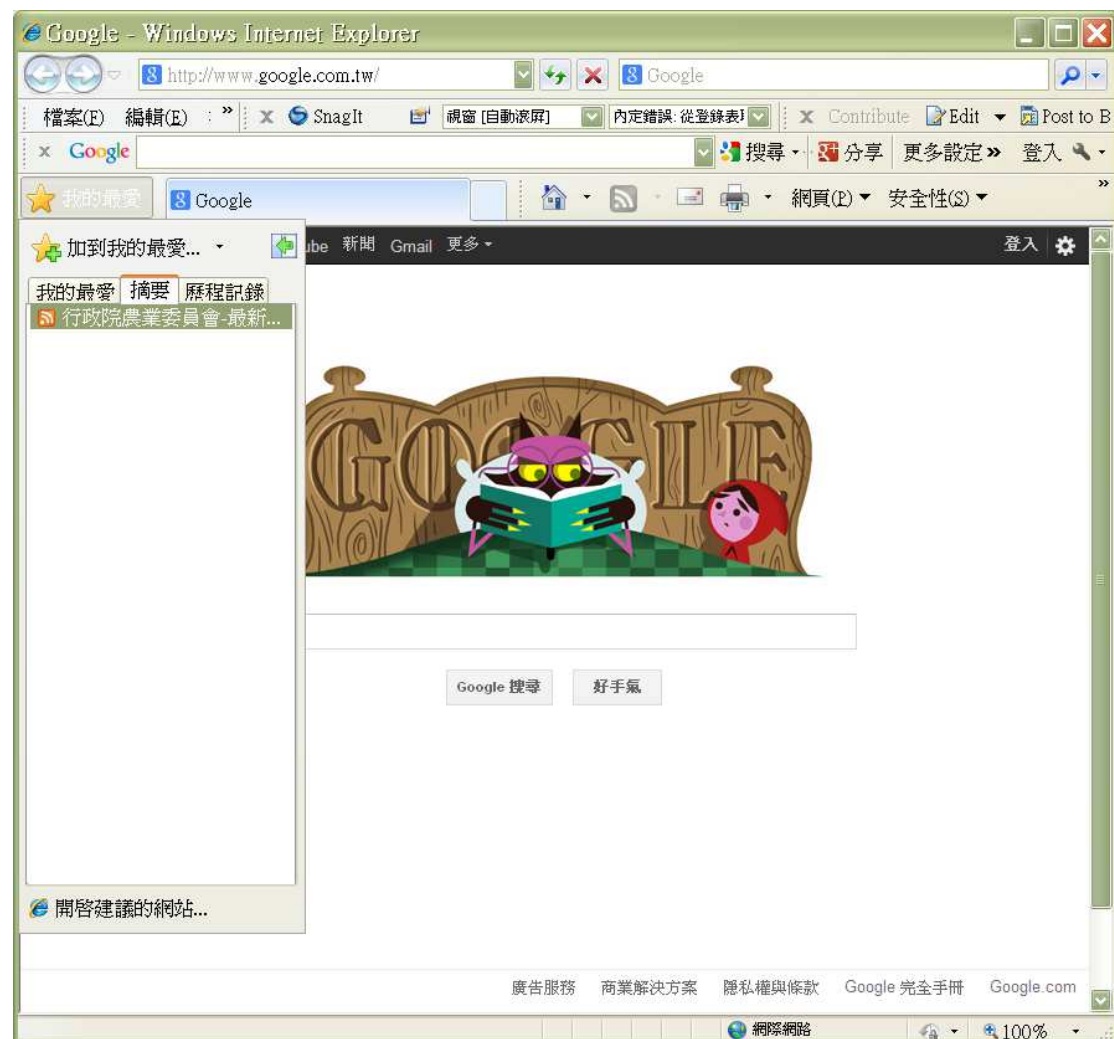 Google - Windows Internet Explorer
http://www.google.com.tw/ Google
檔案(F) 編輯(E) » x SnagIt 視窗 [自動滾屏] 內定錯誤: 從登錄表 x Contribute Edit Post to B
x Google 搜尋 分享 更多設定 » 登入
我的最愛 Google 網頁(P) 安全性(S) »
加到我的最愛... ube 新聞 Gmail 更多 登入
我的最愛 摘要 歷程記錄
行政院農業委員會-最新...
GOOGLE
Google 搜尋 好手氣
開啟建議的網站...
廣告服務 商業解決方案 隱私權與條款 Google 完全手冊 Google.com
網際網路 100%